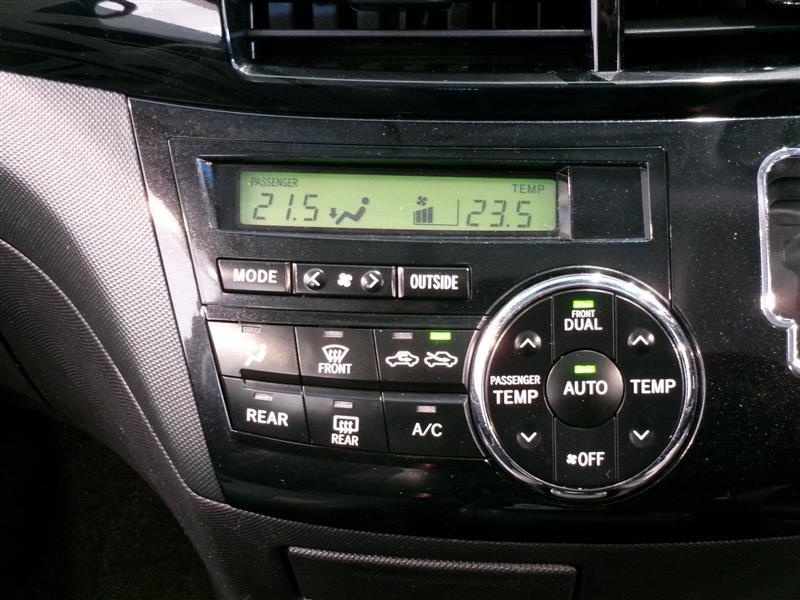 PASSENGER TEMP
21.5 23.5
MODE OUTSIDE
FRONT
DUAL
FRONT
PASSENGER
TEMP
AUTO
TEMP
REAR
REAR
A/C
OFF